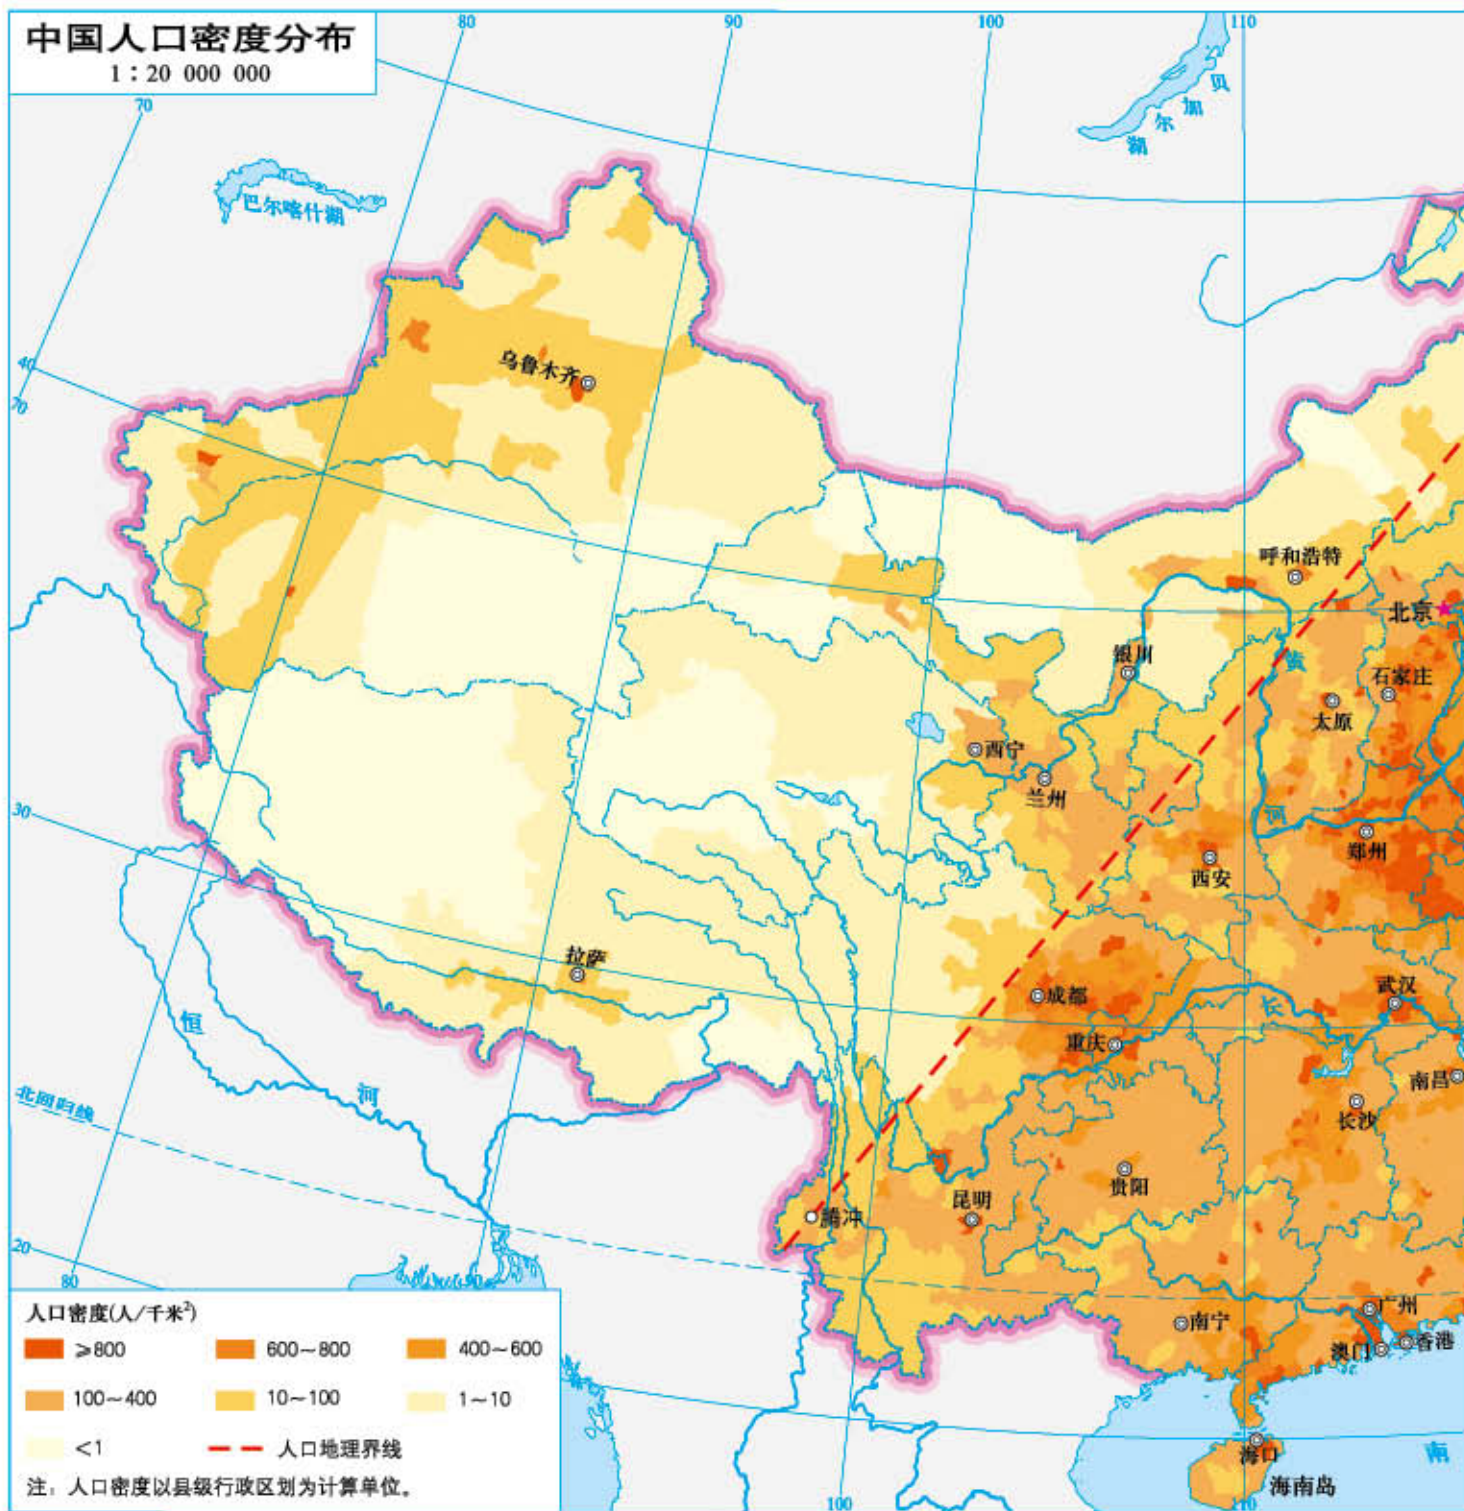 中国人口密度分布
1：20 000 000
80
90
100
110
70
贝加尔湖
巴尔喀什湖
40
70
乌鲁木齐
呼和浩特
北京
银川
黄
石家庄
太原
西宁
兰州
河
郑州
西安
30
拉萨
成都
长
武汉
重庆
恒
河
南昌
长沙
北回归线
贵阳
昆明
腾冲
20
80
90
广州
南宁
澳门
香港
海口
海南岛
南
100
110
人口密度(人/千米²)
≥800 600～800 400～600
100～400 10～100 1～10
<1 人口地理界线
注：人口密度以县级行政区划为计算单位。